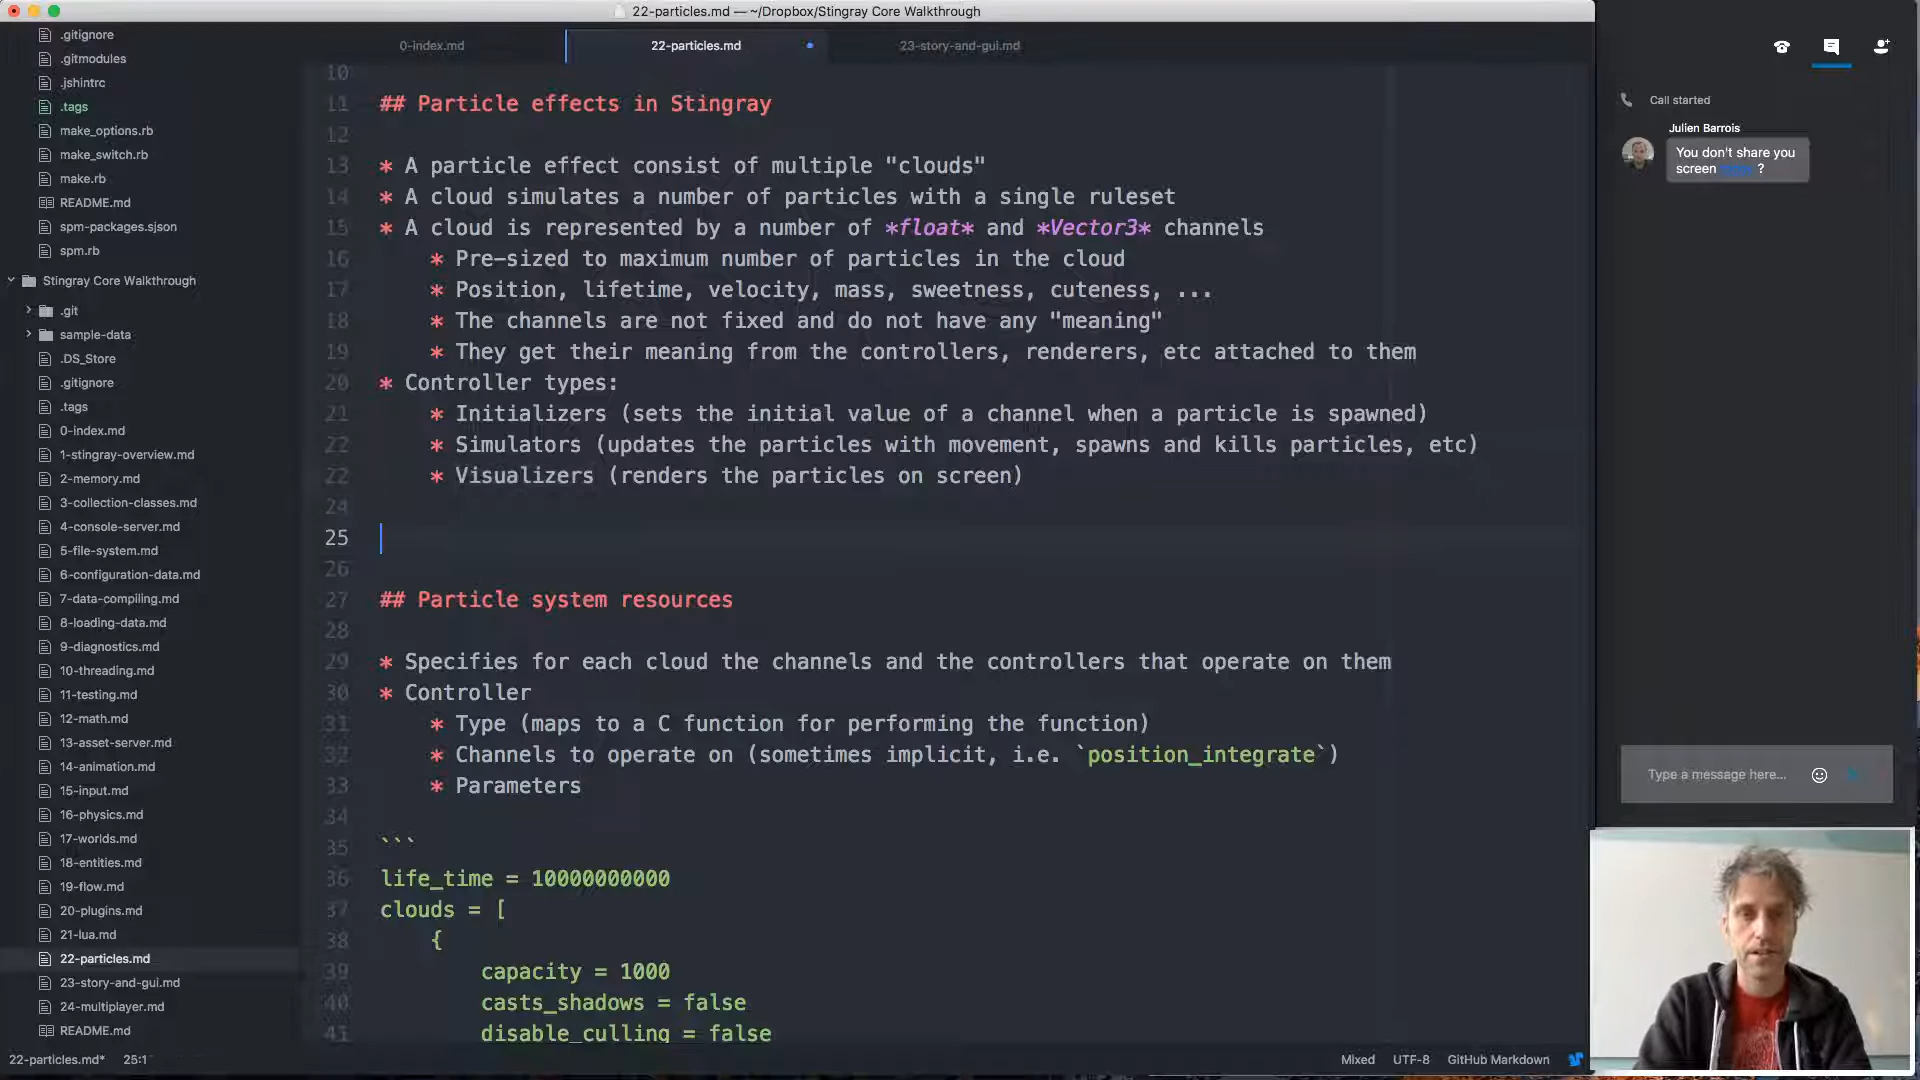 22-particles.md — ~/Dropbox/Stingray Core Walkthrough
.gitignore
.gitmodules
.jshintrc
.tags
make_options.rb
make_switch.rb
make.rb
README.md
spm-packages.sjson
spm.rb
Stingray Core Walkthrough
.git
sample-data
.DS_Store
.gitignore
.tags
0-index.md
1-stingray-overview.md
2-memory.md
3-collection-classes.md
4-console-server.md
5-file-system.md
6-configuration-data.md
7-data-compiling.md
8-loading-data.md
9-diagnostics.md
10-threading.md
11-testing.md
12-math.md
13-asset-server.md
14-animation.md
15-input.md
16-physics.md
17-worlds.md
18-entities.md
19-flow.md
20-plugins.md
21-lua.md
22-particles.md
23-story-and-gui.md
24-multiplayer.md
README.md
0-index.md
22-particles.md
23-story-and-gui.md
10
11 ## Particle effects in Stingray
12
13 * A particle effect consist of multiple "clouds"
14 * A cloud simulates a number of particles with a single ruleset
15 * A cloud is represented by a number of *float* and *Vector3* channels
16 * Pre-sized to maximum number of particles in the cloud
17 * Position, lifetime, velocity, mass, sweetness, cuteness, ...
18 * The channels are not fixed and do not have any "meaning"
19 * They get their meaning from the controllers, renderers, etc attached to them
20 * Controller types:
21 * Initializers (sets the initial value of a channel when a particle is spawned)
22 * Simulators (updates the particles with movement, spawns and kills particles, etc)
* Visualizers (renders the particles on screen)
24
25
26
27 ## Particle system resources
28
29 * Specifies for each cloud the channels and the controllers that operate on them
30 * Controller
31 * Type (maps to a C function for performing the function)
32 * Channels to operate on (sometimes implicit, i.e. `position_integrate`)
33 * Parameters
34
35 ```
36 life_time = 10000000000
37 clouds = [
38 {
39 capacity = 1000
40 casts_shadows = false
41 disable_culling = false
22-particles.md* 25:1
Mixed UTF-8 GitHub Markdown
Call started
Julien Barrois
You don't share you
screen ?
Type a message here...